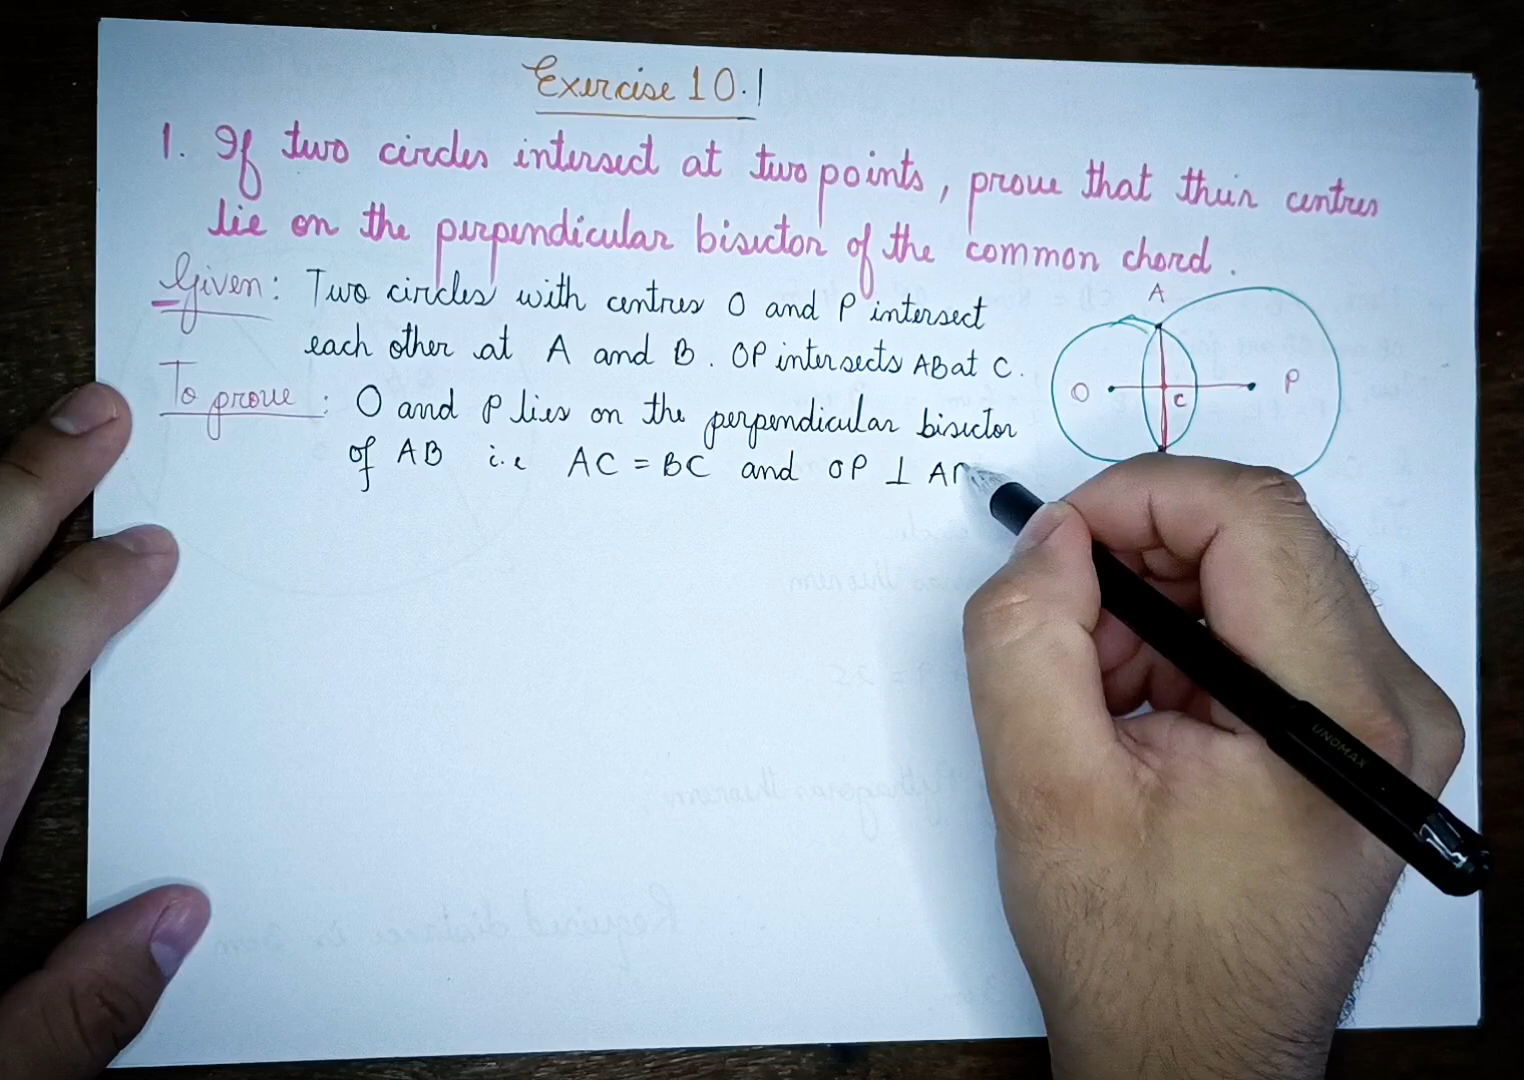 Exercise 10.1
1. If two circles intersect at two points, prove that their centres
lie on the perpendicular bisector of the common chord.
Given: Two circles with centres O and P intersect
each other at A and B. OP intersects AB at C.
To prove: O and P lies on the perpendicular bisector
of AB i.e AC = BC and OP ⊥ A
A
O
C
P
UNOMAX